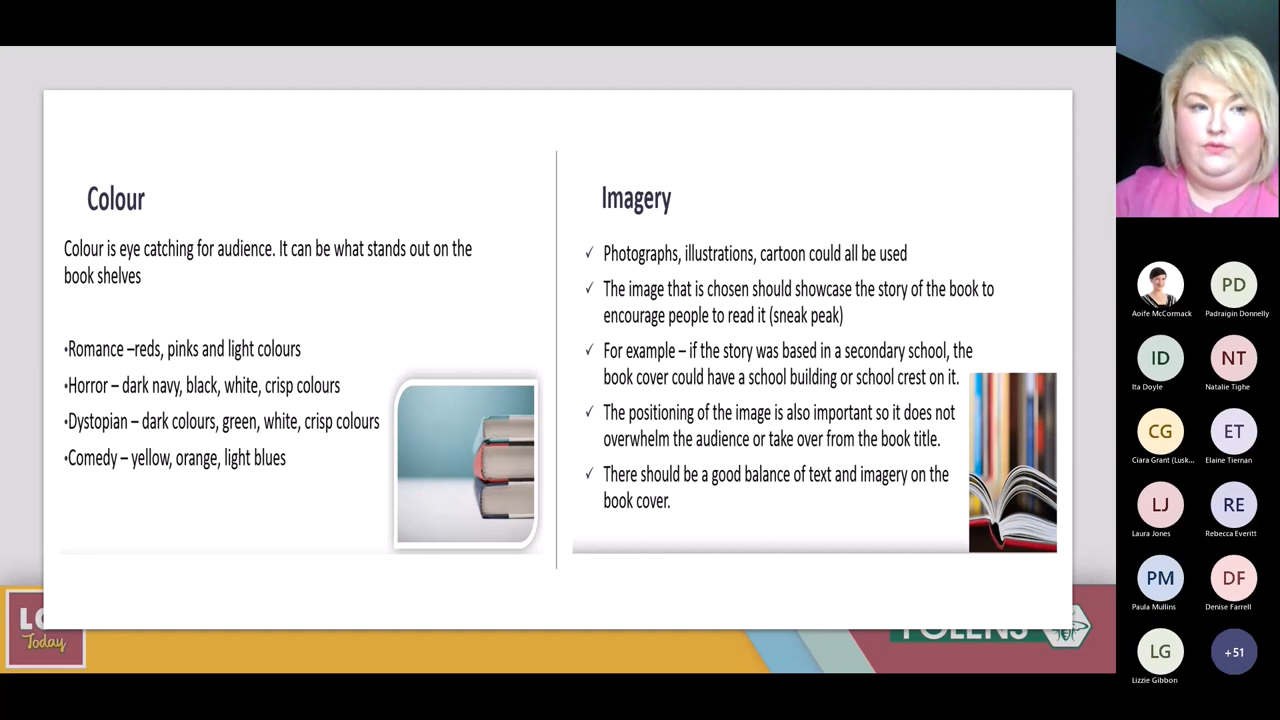 Colour
Colour is eye catching for audience. It can be what stands out on the
book shelves
•Romance –reds, pinks and light colours
•Horror – dark navy, black, white, crisp colours
•Dystopian – dark colours, green, white, crisp colours
•Comedy – yellow, orange, light blues
Imagery
✓ Photographs, illustrations, cartoon could all be used
✓ The image that is chosen should showcase the story of the book to
encourage people to read it (sneak peak)
✓ For example – if the story was based in a secondary school, the
book cover could have a school building or school crest on it.
✓ The positioning of the image is also important so it does not
overwhelm the audience or take over from the book title.
✓ There should be a good balance of text and imagery on the
book cover.
Today
FOLENS
Aoife McCormack
PD
Padraigin Donnelly
ID
Ita Doyle
NT
Natalie Tighe
CG
Ciara Grant (Lusk...
ET
Elaine Tiernan
LJ
Laura Jones
RE
Rebecca Everitt
PM
Paula Mullins
DF
Denise Farrell
LG
Lizzie Gibbon
+51